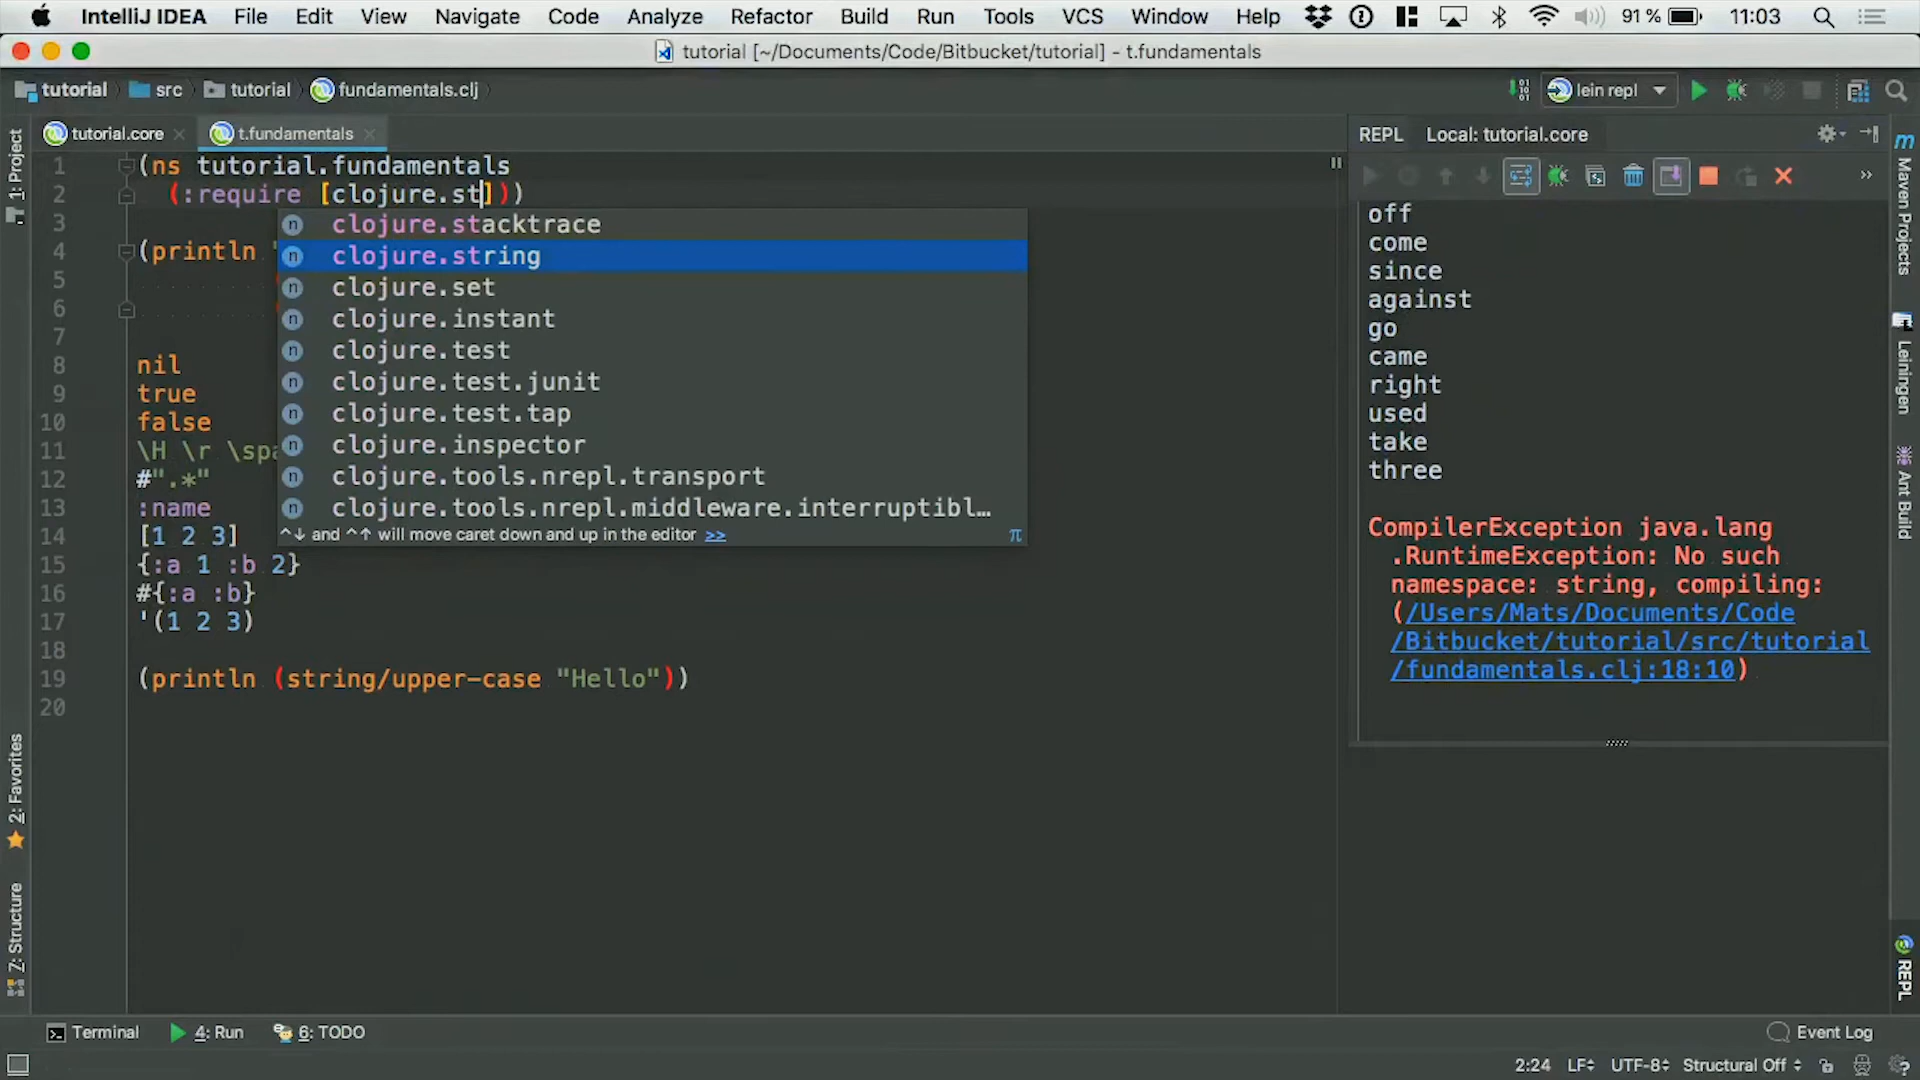 IntelliJ IDEA File Edit View Navigate Code Analyze Refactor Build Run Tools VCS Window Help 91 % 11:03
tutorial [~/Documents/Code/Bitbucket/tutorial] - t.fundamentals
tutorial src tutorial fundamentals.clj lein repl
tutorial.core t.fundamentals
REPL Local: tutorial.core
1 (ns tutorial.fundamentals
2 (:require [clojure.st]))
3
4 (println "
5
6
7
8 nil
9 true
10 false
11 \H \r \spa
12 #".*"
13 :name
14 [1 2 3]
15 {:a 1 :b 2}
16 #{:a :b}
17 '(1 2 3)
18
19 (println (string/upper-case "Hello"))
20
clojure.stacktrace
clojure.string
clojure.set
clojure.instant
clojure.test
clojure.test.junit
clojure.test.tap
clojure.inspector
clojure.tools.nrepl.transport
clojure.tools.nrepl.middleware.interruptibl…
^↓ and ^↑ will move caret down and up in the editor >> π
off
come
since
against
go
came
right
used
take
three
CompilerException java.lang
.RuntimeException: No such
namespace: string, compiling:
(/Users/Mats/Documents/Code
/Bitbucket/tutorial/src/tutorial
/fundamentals.clj:18:10)
1: Project
2: Favorites
Z: Structure
m Maven Projects
Leiningen
Ant Build
REPL
Terminal 4: Run 6: TODO Event Log
2:24 LF÷ UTF-8÷ Structural Off ÷